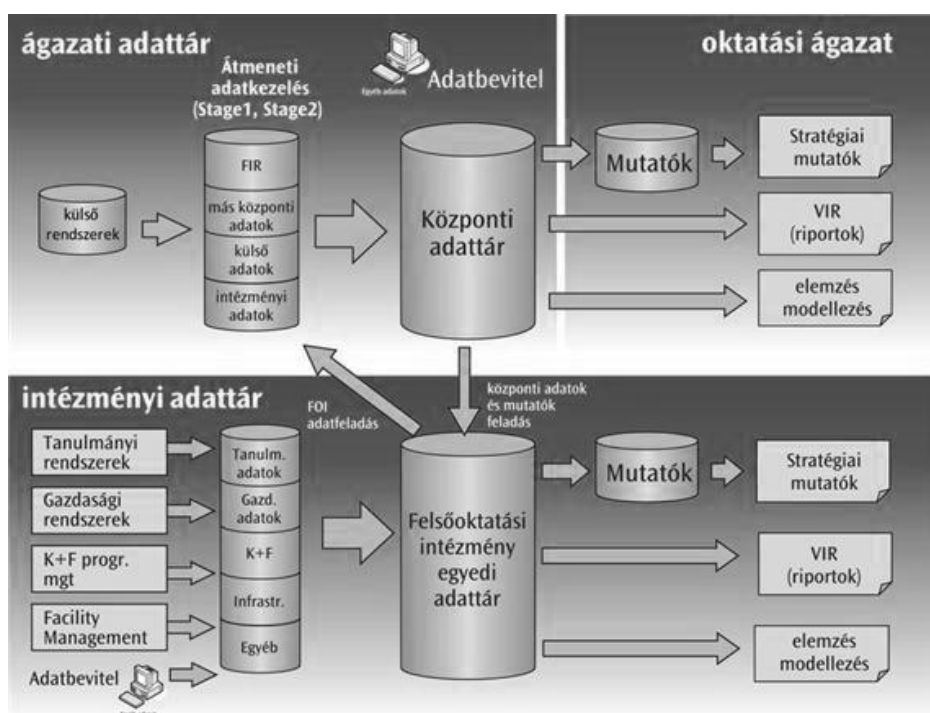 ágazati adattár
oktatási ágazat
Átmeneti
adatkezelés
(Stage1, Stage2)
Egyéb adatok
Adatbevitel
FIR
más központi
adatok
külső
adatok
intézményi
adatok
külső
rendszerek
Központi
adattár
Mutatók
Stratégiai
mutatók
VIR
(riportok)
elemzés
modellezés
intézményi adattár
FOI
adatfeladás
központi adatok
és mutatók
feladás
Tanulmányi
rendszerek
Gazdasági
rendszerek
K+F progr.
mgt
Facility
Management
Adatbevitel
Tanulm.
adatok
Gazd.
adatok
K+F
Infrastr.
Egyéb
Felsőoktatási
intézmény
egyedi
adattár
Mutatók
Stratégiai
mutatók
VIR
(riportok)
elemzés
modellezés